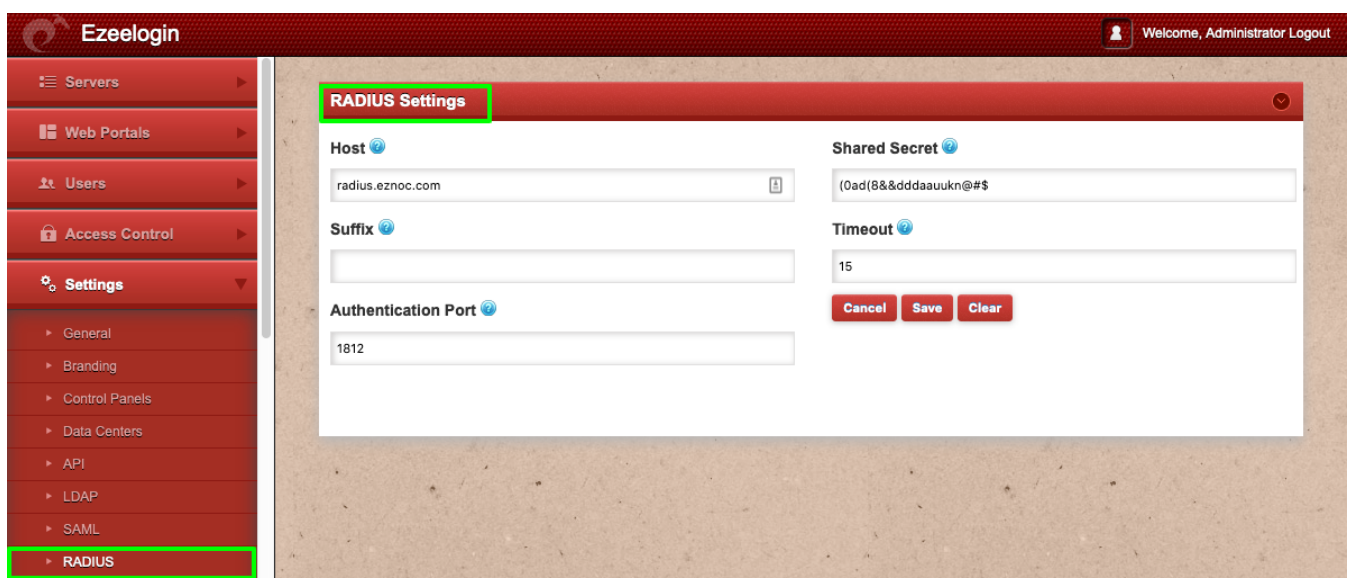 Ezeelogin
Welcome, Administrator Logout
Servers
Web Portals
Users
Access Control
Settings
General
Branding
Control Panels
Data Centers
API
LDAP
SAML
RADIUS
RADIUS Settings
Host
radius.eznoc.com
Suffix
Authentication Port
1812
Shared Secret
(0ad(8&&dddaauukn@#$
Timeout
15
Cancel Save Clear